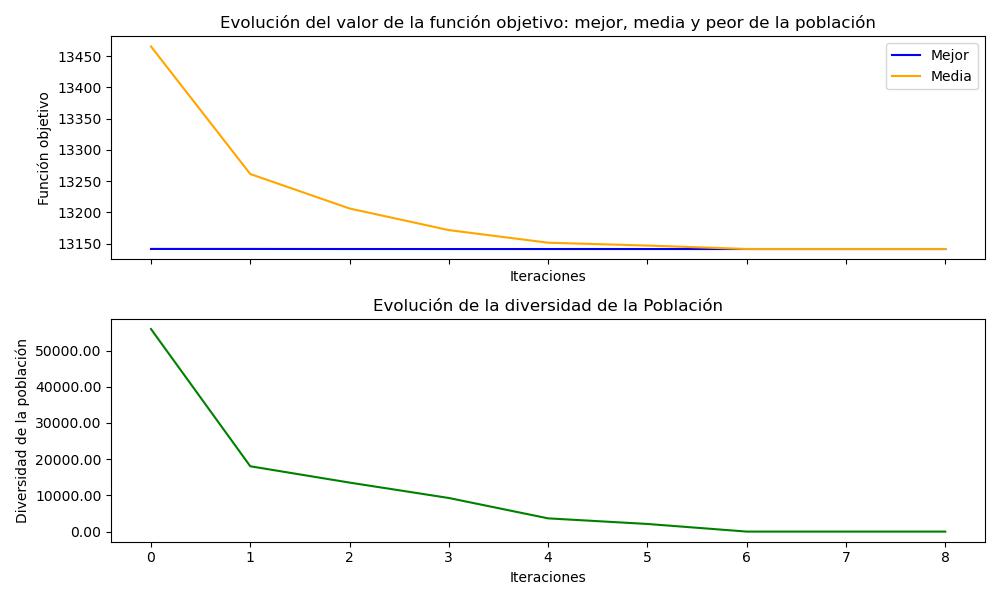 Evolución del valor de la función objetivo: mejor, media y peor de la población
Función objetivo
13450
13400
13350
13300
13250
13200
13150
Mejor
Media
Iteraciones
Evolución de la diversidad de la Población
Diversidad de la población
50000.00
40000.00
30000.00
20000.00
10000.00
0.00
0 1 2 3 4 5 6 7 8
Iteraciones